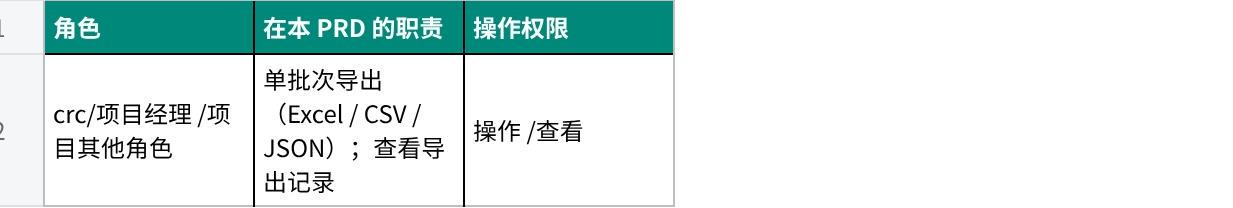 1
角色
在本 PRD 的职责
操作权限
2
crc/项目经理 /项
目其他角色
单批次导出
（Excel / CSV /
JSON）；查看导
出记录
操作 /查看